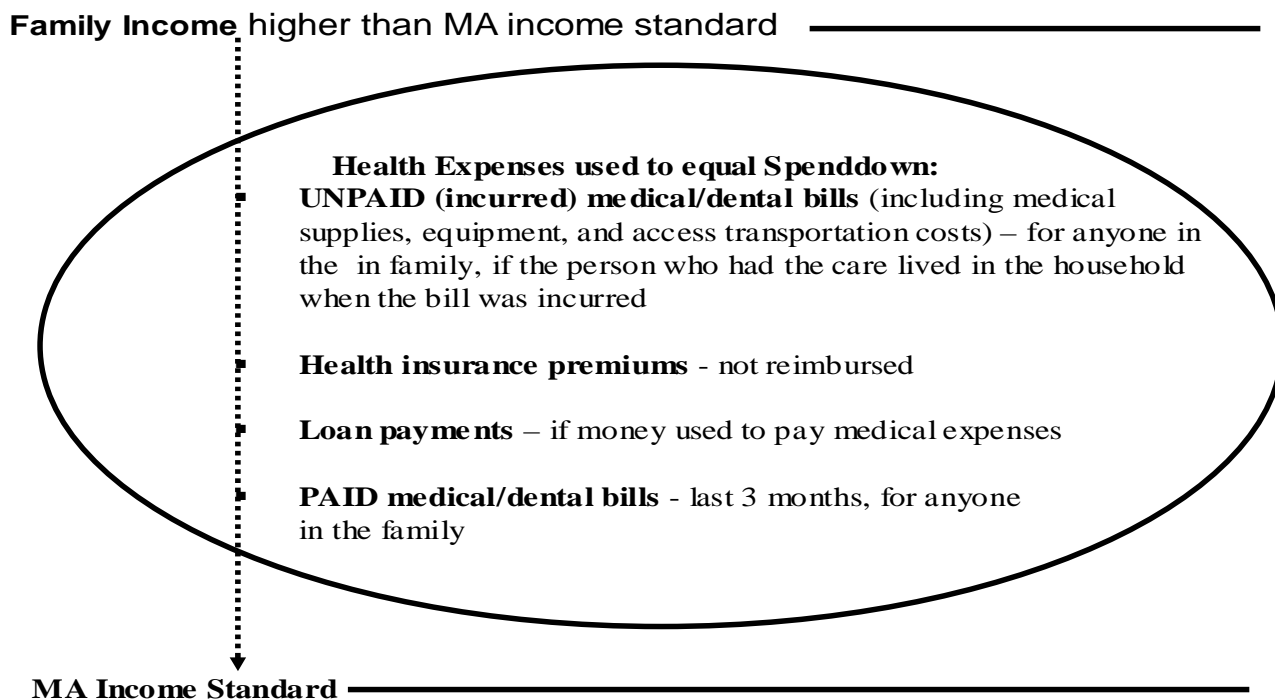 Family Income higher than MA income standard
Health Expenses used to equal Spenddown:
▪ UNPAID (incurred) medical/dental bills (including medical
supplies, equipment, and access transportation costs) – for anyone in
the in family, if the person who had the care lived in the household
when the bill was incurred
▪ Health insurance premiums - not reimbursed
▪ Loan payments – if money used to pay medical expenses
▪ PAID medical/dental bills - last 3 months, for anyone
in the family
MA Income Standard